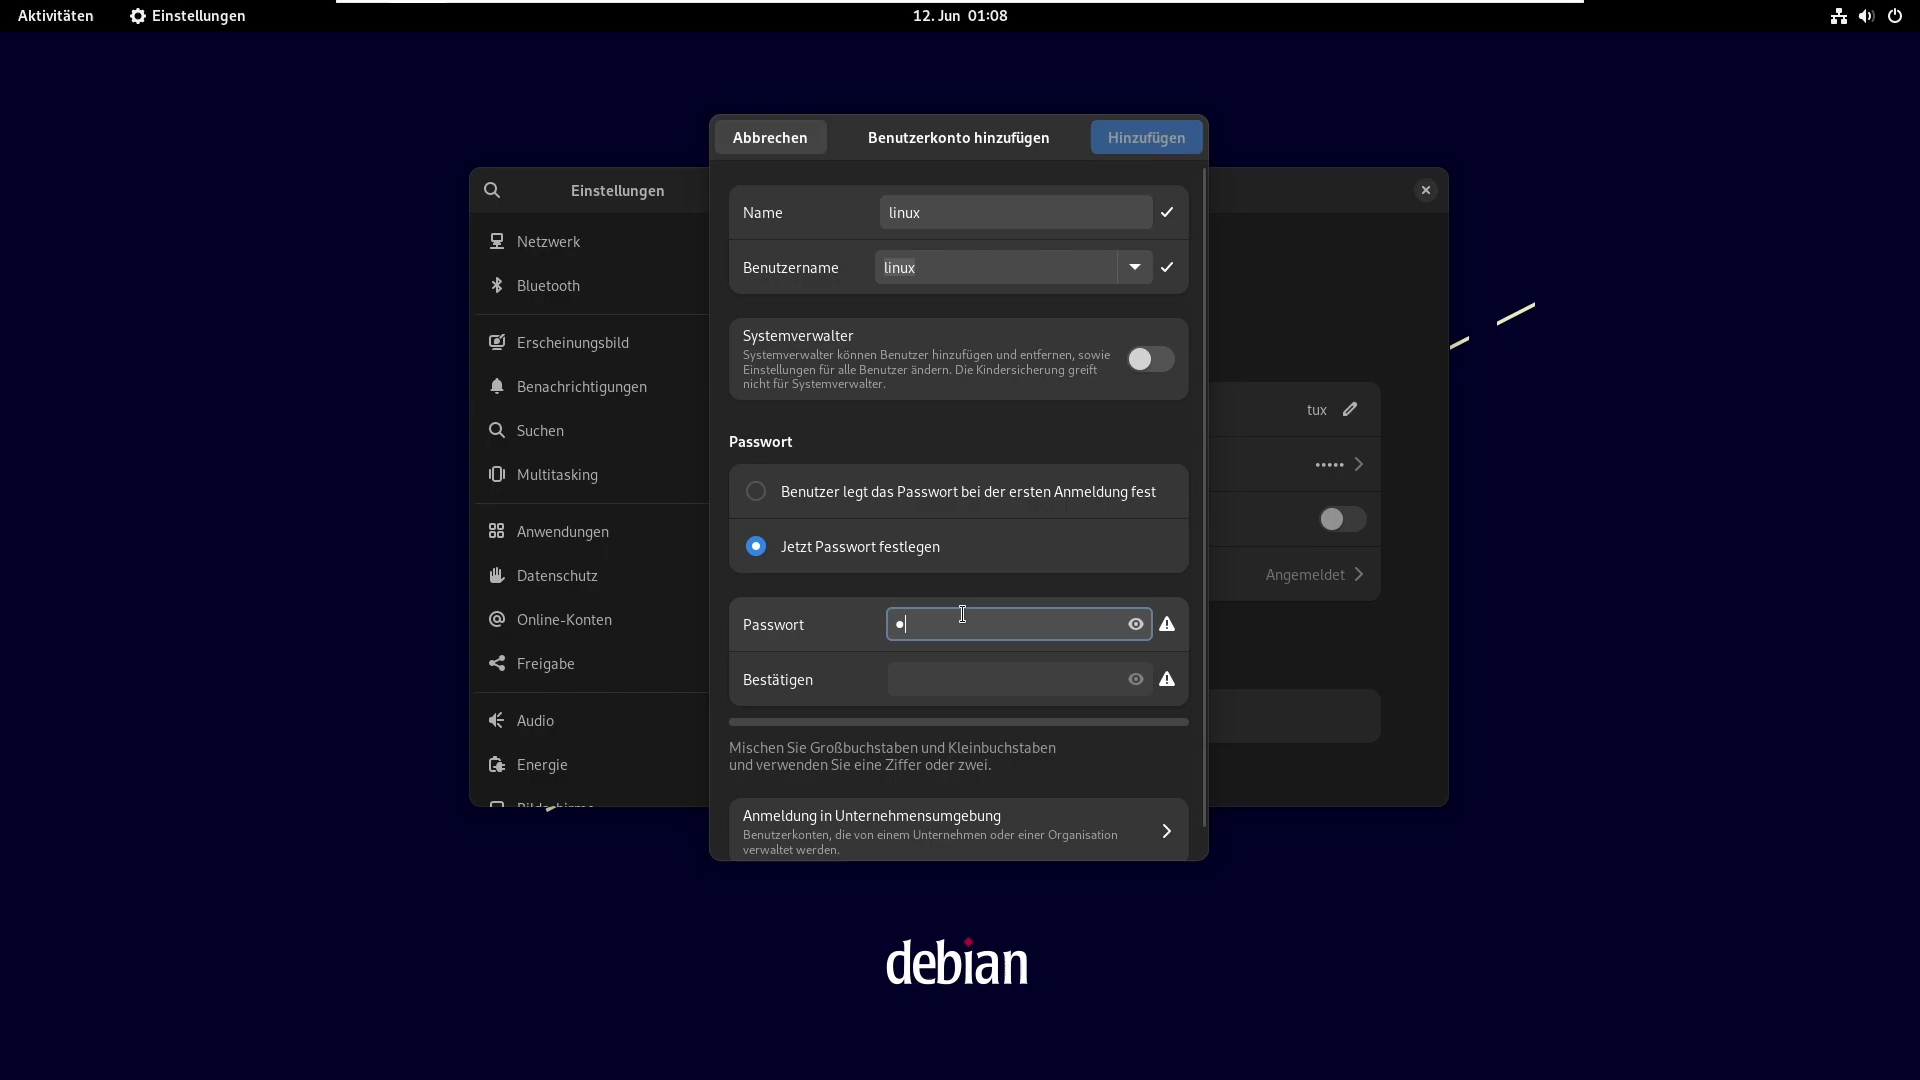 Aktivitäten
Einstellungen
12. Jun 01:08
Abbrechen
Benutzerkonto hinzufügen
Hinzufügen
Einstellungen
Name
linux
Netzwerk
Benutzername
linux
Bluetooth
Systemverwalter
Systemverwalter können Benutzer hinzufügen und entfernen, sowie
Einstellungen für alle Benutzer ändern. Die Kindersicherung greift
nicht für Systemverwalter.
Erscheinungsbild
Benachrichtigungen
tux
Suchen
Passwort
•••••
Multitasking
Benutzer legt das Passwort bei der ersten Anmeldung fest
Anwendungen
Jetzt Passwort festlegen
Datenschutz
Angemeldet
Online-Konten
Passwort
●
Freigabe
Bestätigen
Audio
Mischen Sie Großbuchstaben und Kleinbuchstaben
und verwenden Sie eine Ziffer oder zwei.
Energie
Anmeldung in Unternehmensumgebung
Benutzerkonten, die von einem Unternehmen oder einer Organisation
verwaltet werden.
debian